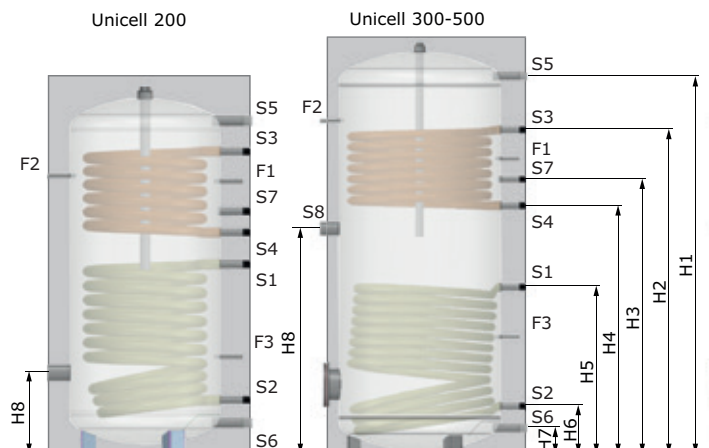 Unicell 200
Unicell 300-500
S5
S3
F2
F1
S7
S4
S1
F3
S2
H8
S6
S5
F2
S3
F1
S7
S8
S4
S1
F3
S2
S6
H8
H7
H6
H5
H4
H3
H2
H1